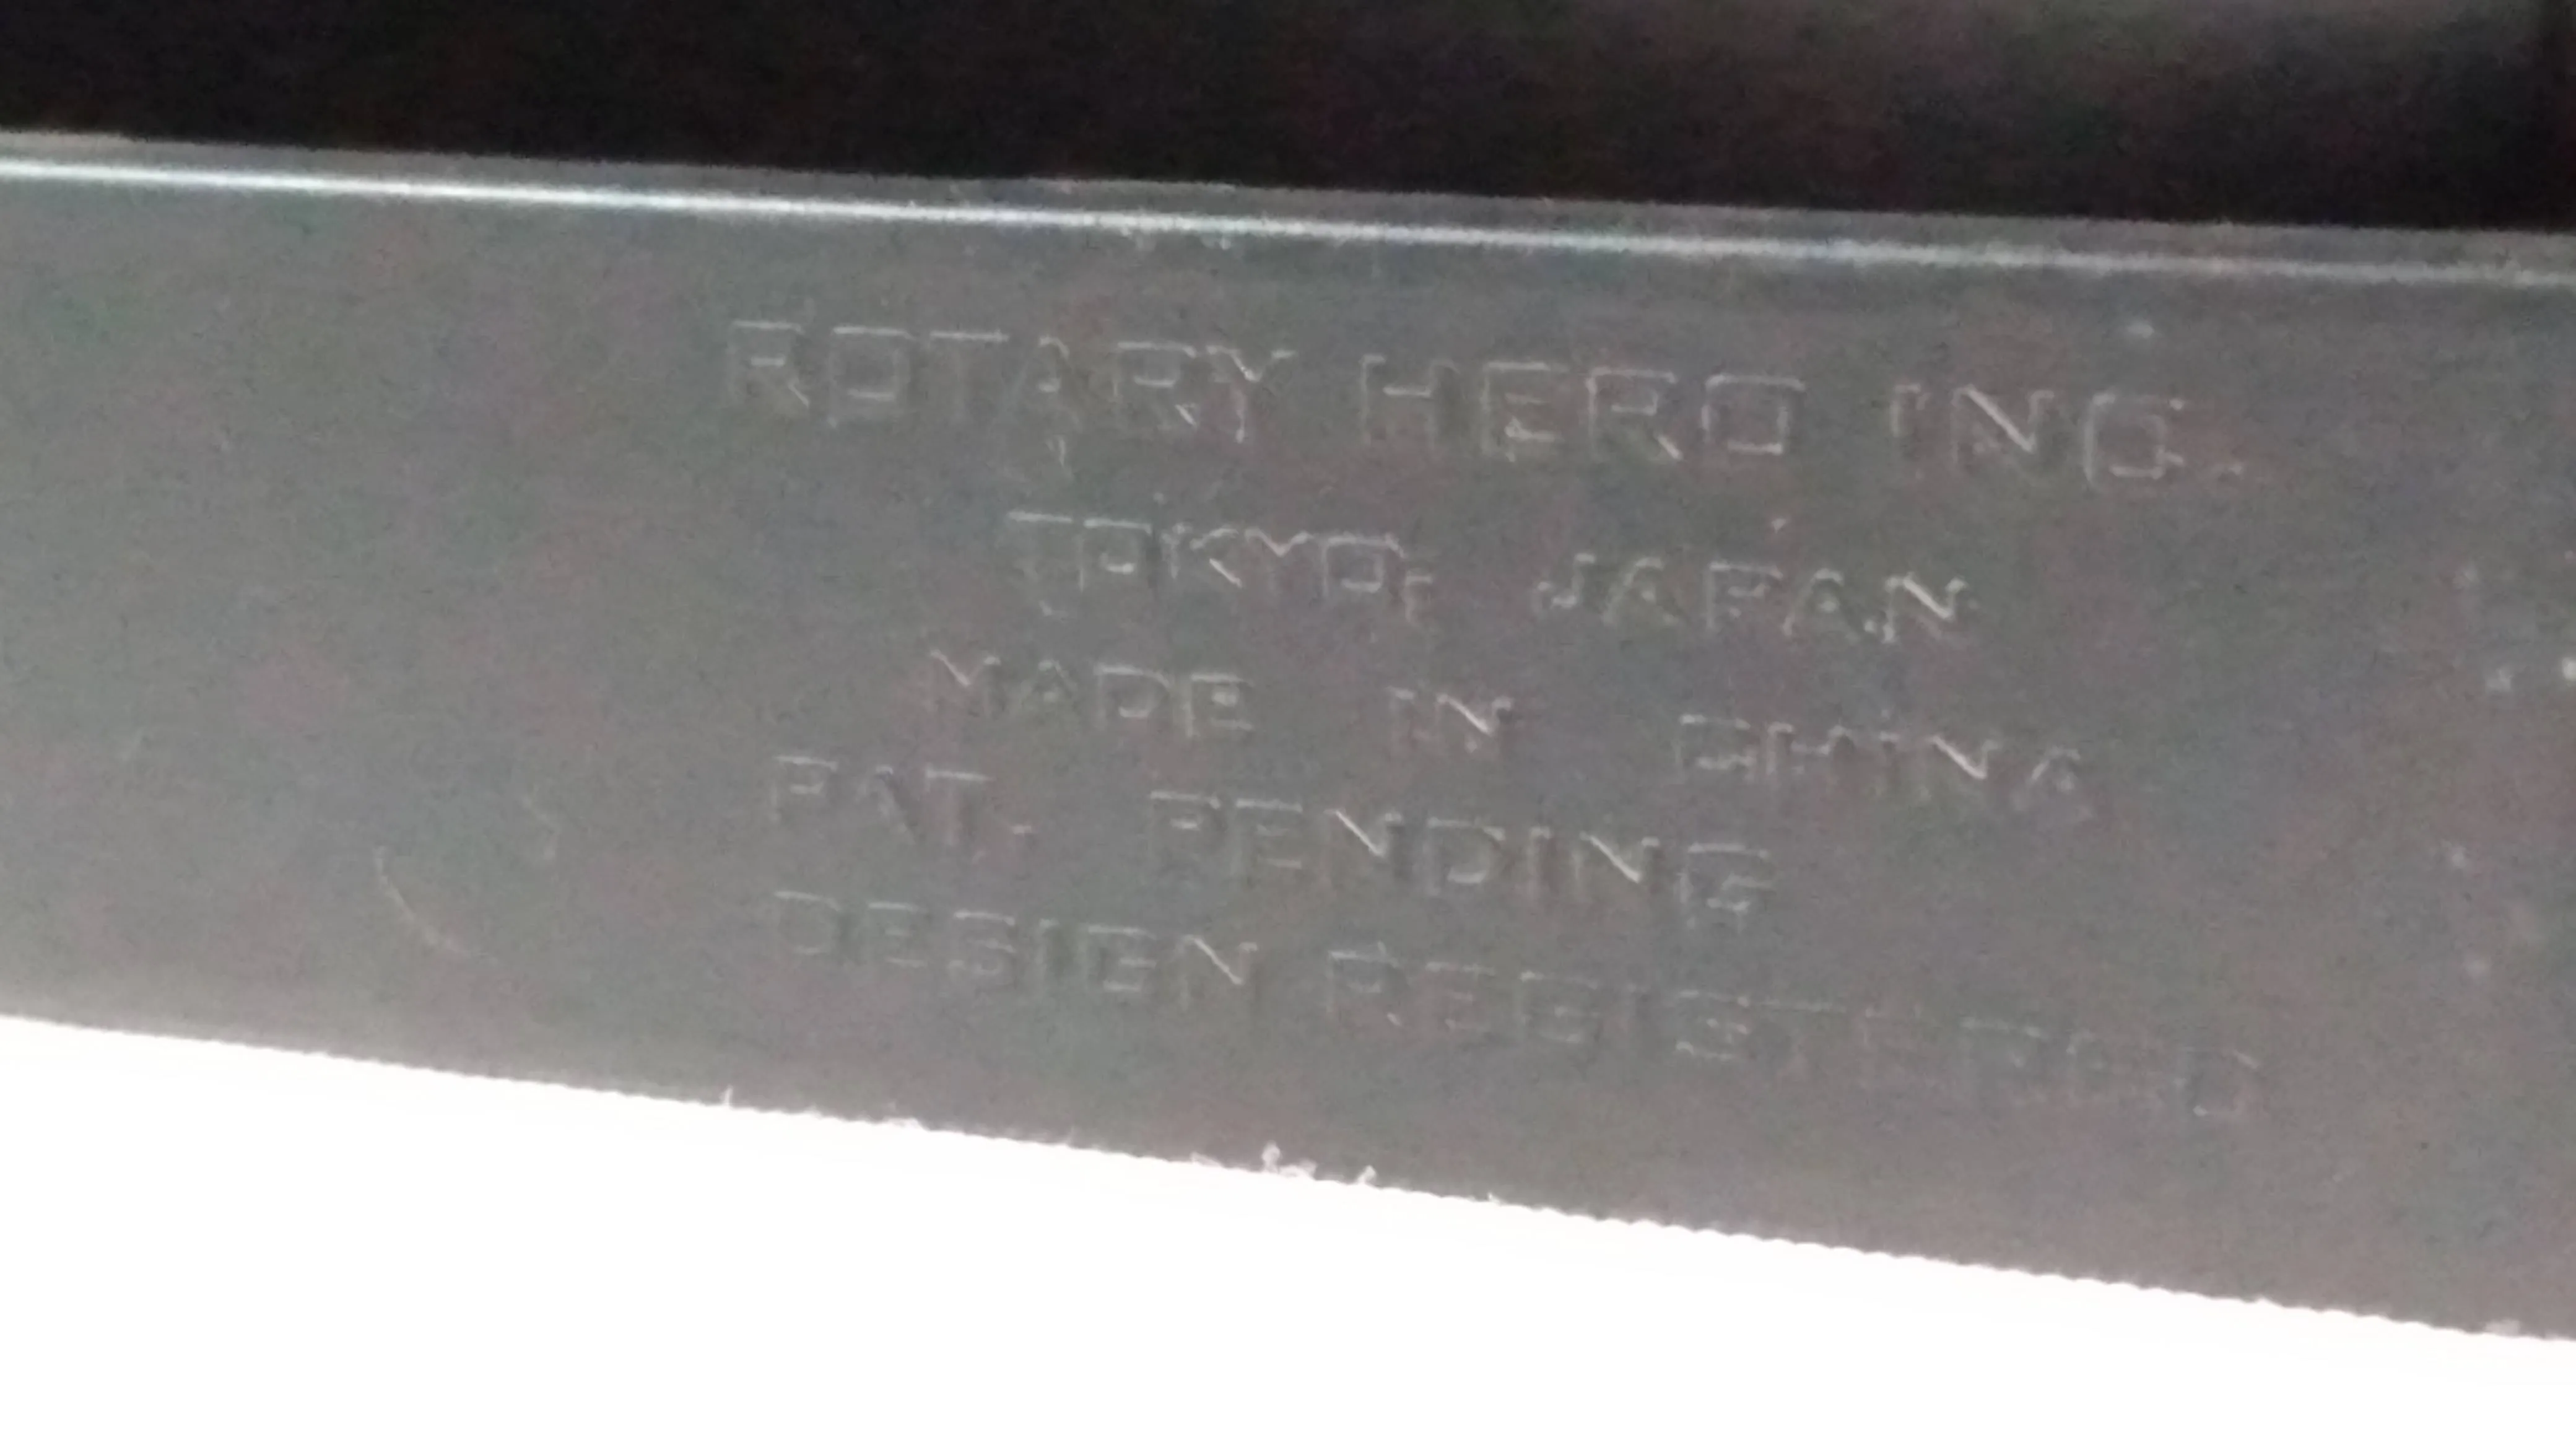 ROTARY HERO INC.
TOKYO, JAPAN
MADE IN CHINA
PAT. PENDING
DESIGN REGISTERED